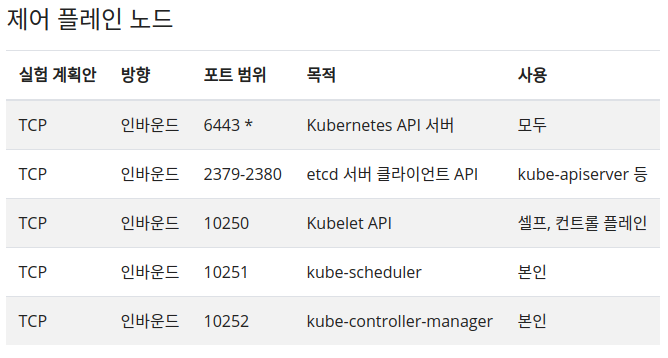 제어 플레인 노드
실험 계획안 방향 포트 범위 목적 사용
TCP 인바운드 6443 * Kubernetes API 서버 모두
TCP 인바운드 2379-2380 etcd 서버 클라이언트 API kube-apiserver 등
TCP 인바운드 10250 Kubelet API 셀프, 컨트롤 플레인
TCP 인바운드 10251 kube-scheduler 본인
TCP 인바운드 10252 kube-controller-manager 본인